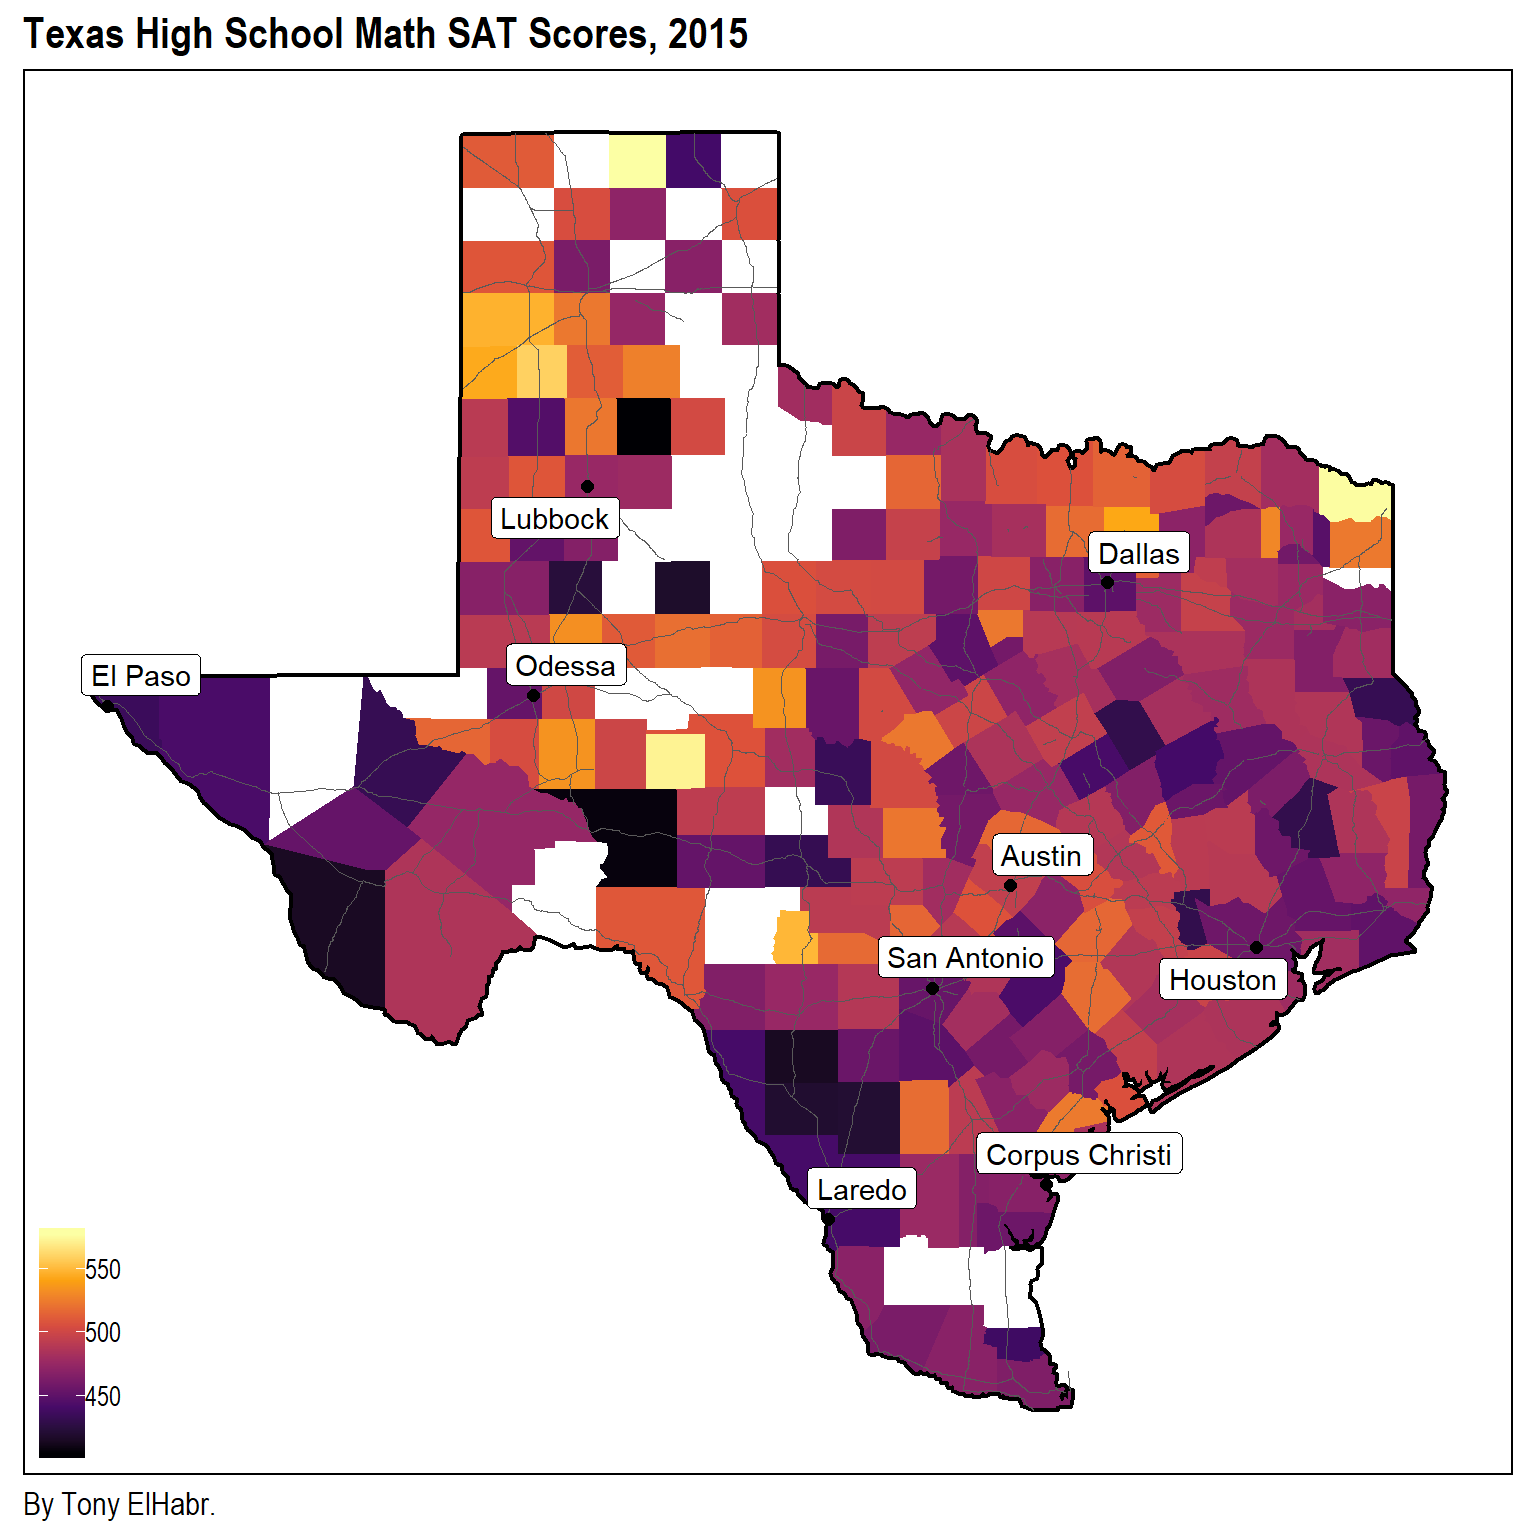 Texas High School Math SAT Scores, 2015
Lubbock
Dallas
Odessa
El Paso
Austin
San Antonio
Houston
Corpus Christi
Laredo
550
500
450
By Tony ElHabr.